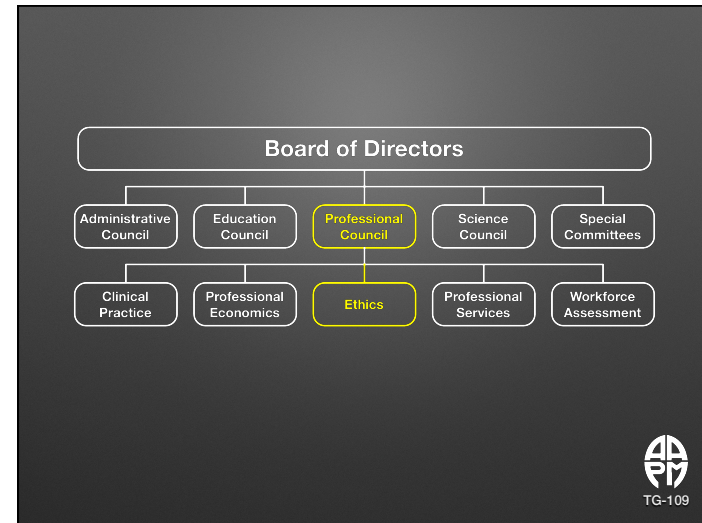 Board of Directors
Administrative Council
Education Council
Professional Council
Science Council
Special Committees
Clinical Practice
Professional Economics
Ethics
Professional Services
Workforce Assessment
AAPM
TG-109